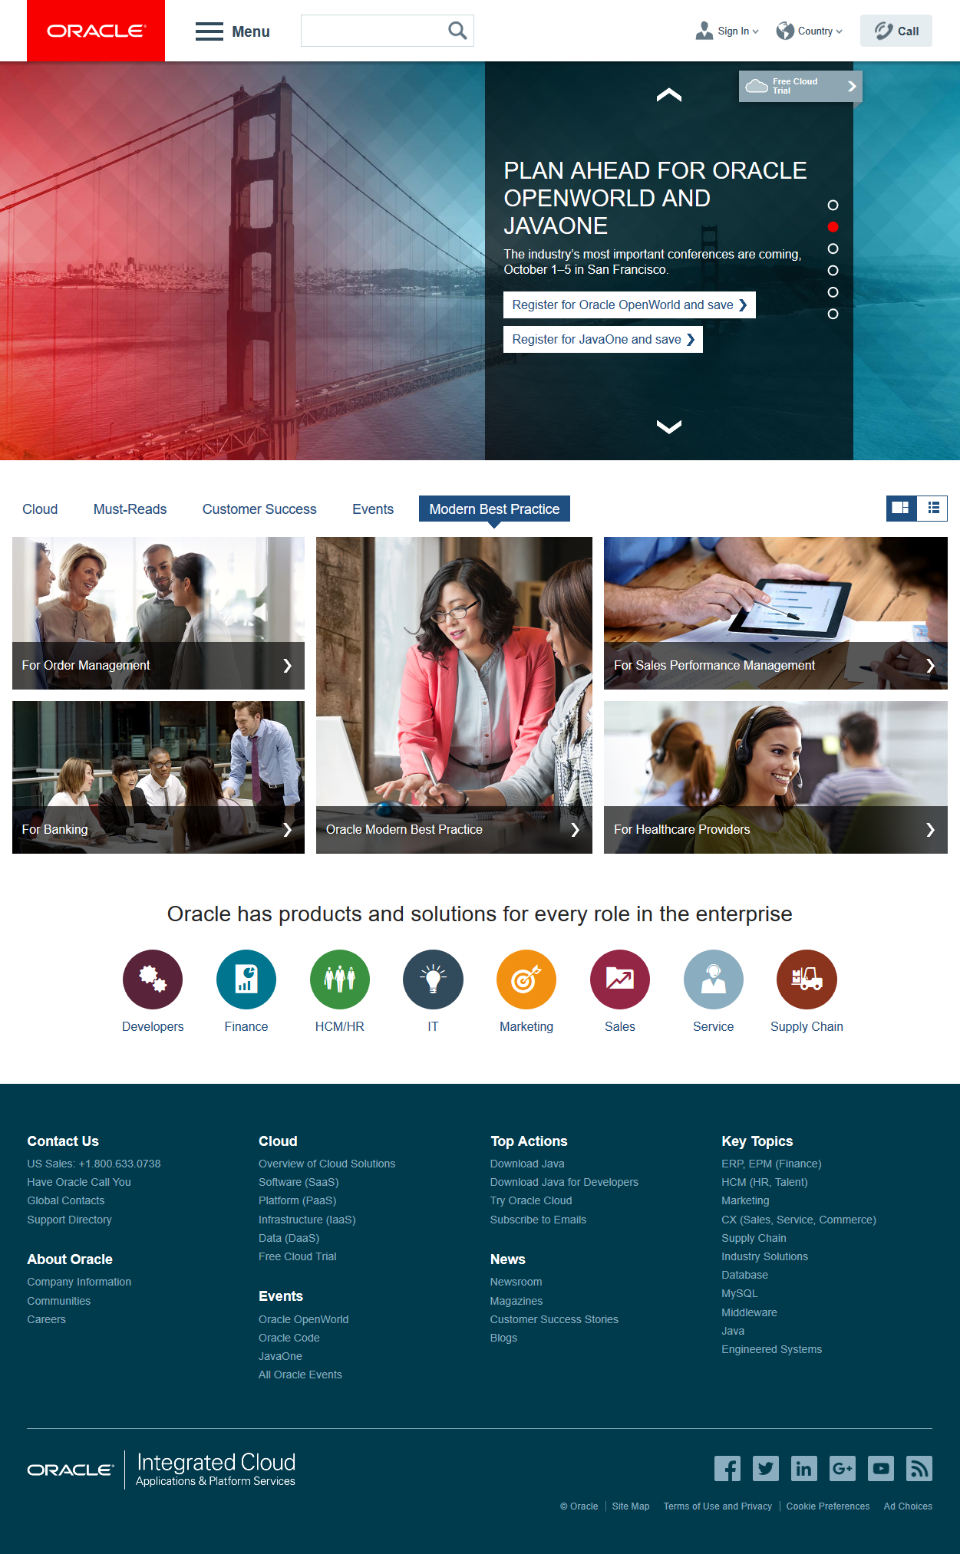 ORACLE
Menu
Sign In
Country
Call
Free Cloud
Trial
PLAN AHEAD FOR ORACLE
OPENWORLD AND
JAVAONE
The industry's most important conferences are coming,
October 1–5 in San Francisco.
Register for Oracle OpenWorld and save
Register for JavaOne and save
Cloud
Must-Reads
Customer Success
Events
Modern Best Practice
For Order Management
For Sales Performance Management
For Banking
Oracle Modern Best Practice
For Healthcare Providers
Oracle has products and solutions for every role in the enterprise
Developers
Finance
HCM/HR
IT
Marketing
Sales
Service
Supply Chain
Contact Us
US Sales: +1.800.633.0738
Have Oracle Call You
Global Contacts
Support Directory
About Oracle
Company Information
Communities
Careers
Cloud
Overview of Cloud Solutions
Software (SaaS)
Platform (PaaS)
Infrastructure (IaaS)
Data (DaaS)
Free Cloud Trial
Events
Oracle OpenWorld
Oracle Code
JavaOne
All Oracle Events
Top Actions
Download Java
Download Java for Developers
Try Oracle Cloud
Subscribe to Emails
News
Newsroom
Magazines
Customer Success Stories
Blogs
Key Topics
ERP, EPM (Finance)
HCM (HR, Talent)
Marketing
CX (Sales, Service, Commerce)
Supply Chain
Industry Solutions
Database
MySQL
Middleware
Java
Engineered Systems
ORACLE
Integrated Cloud
Applications & Platform Services
© Oracle | Site Map
Terms of Use and Privacy | Cookie Preferences
Ad Choices